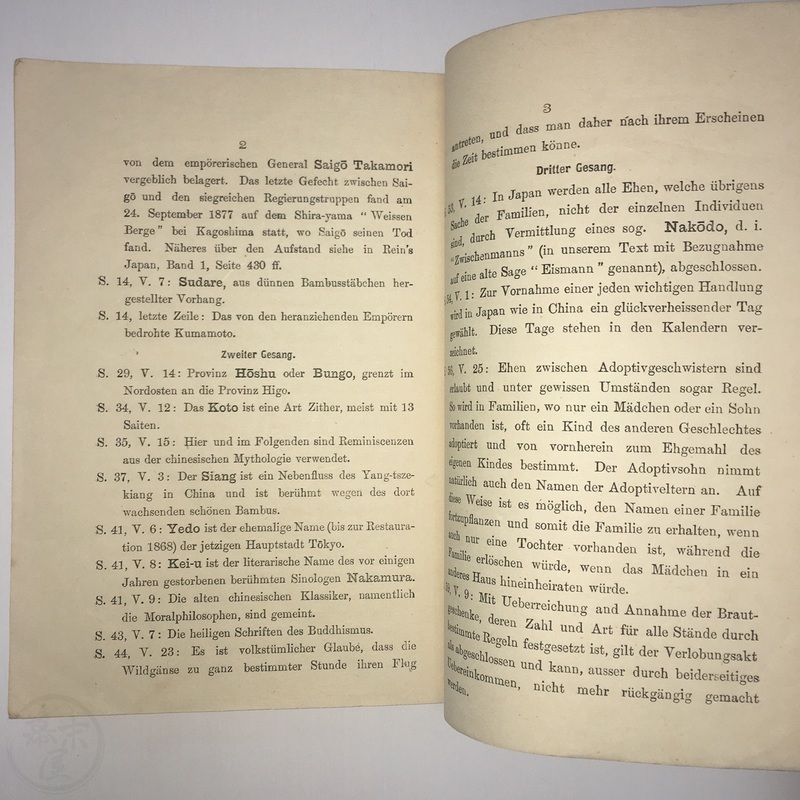 2
von dem empörerischen General Saigō Takamori
vergeblich belagert. Das letzte Gefecht zwischen Sai-
gō und den siegreichen Regierungstruppen fand am
24. September 1877 auf dem Shira-yama "Weissen
Berge" bei Kagoshima statt, wo Saigō seinen Tod
fand. Näheres über den Aufstand siehe in Rein's
Japan, Band 1, Seite 430 ff.
S. 14, V. 7: Sudare, aus dünnen Bambusstäbchen her-
gestellter Vorhang.
S. 14, letzte Zeile: Das von den heranziehenden Empörern
bedrohte Kumamoto.
Zweiter Gesang.
S. 29, V. 14: Provinz Hōshu oder Bungo, grenzt im
Nordosten an die Provinz Higo.
S. 34, V. 12: Das Koto ist eine Art Zither, meist mit 13
Saiten.
S. 35, V. 15: Hier und im Folgenden sind Reminiscenzen
aus der chinesischen Mythologie verwendet.
S. 37, V. 3: Der Siang ist ein Nebenfluss des Yang-tsze-
kiang in China und ist berühmt wegen des dort
wachsenden schönen Bambus.
S. 41, V. 6: Yedo ist der ehemalige Name (bis zur Restaura-
tion 1868) der jetzigen Hauptstadt Tōkyo.
S. 41, V. 8: Kei-u ist der literarische Name des vor einigen
Jahren gestorbenen berühmten Sinologen Nakamura.
S. 41, V. 9: Die alten chinesischen Klassiker, namentlich
die Moralphilosophen, sind gemeint.
S. 43, V. 7: Die heiligen Schriften des Buddhismus.
S. 44, V. 23: Es ist volkstümlicher Glaube, dass die
Wildgänse zu ganz bestimmter Stunde ihren Flug
3
antreten, und dass man daher nach ihrem Erscheinen
die Zeit bestimmen könne.
Dritter Gesang.
53, V. 14: In Japan werden alle Ehen, welche übrigens
Sache der Familien, nicht der einzelnen Individuen
sind, durch Vermittlung eines sog. Nakōdo, d. i.
"Zwischenmanns" (in unserem Text mit Bezugnahme
auf eine alte Sage "Eismann" genannt), abgeschlossen.
54, V. 1: Zur Vornahme einer jeden wichtigen Handlung
wird in Japan wie in China ein glückverheissender Tag
gewählt. Diese Tage stehen in den Kalendern ver-
zeichnet.
V. 25: Ehen zwischen Adoptivgeschwistern sind
erlaubt und unter gewissen Umständen sogar Regel.
So wird in Familien, wo nur ein Mädchen oder ein Sohn
vorhanden ist, oft ein Kind des anderen Geschlechtes
adoptiert und von vornherein zum Ehgemahl des
eigenen Kindes bestimmt. Der Adoptivsohn nimmt
natürlich auch den Namen der Adoptiveltern an. Auf
diese Weise ist es möglich, den Namen einer Familie
fortzupflanzen und somit die Familie zu erhalten, wenn
auch nur eine Tochter vorhanden ist, während die
Familie erlöschen würde, wenn das Mädchen in ein
anderes Haus hineinheiraten würde.
V. 9: Mit Ueberreichung und Annahme der Braut-
geschenke, deren Zahl und Art für alle Stände durch
bestimmte Regeln festgesetzt ist, gilt der Verlobungsakt
als abgeschlossen und kann, ausser durch beiderseitiges
Uebereinkommen, nicht mehr rückgängig gemacht
werden.